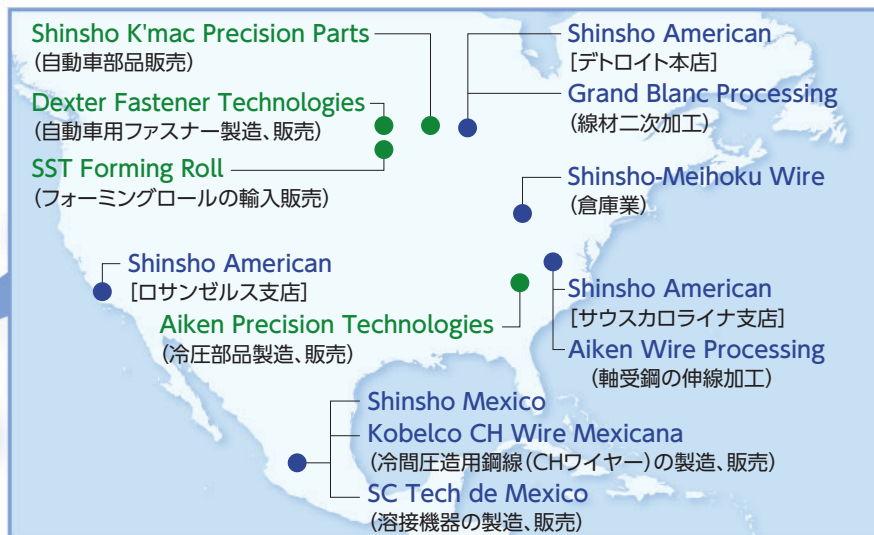 Shinsho K'mac Precision Parts
(自動車部品販売)
Dexter Fastener Technologies
(自動車用ファスナー製造、販売)
SST Forming Roll
(フォーミングロールの輸入販売)
Shinsho American
[デトロイト本店]
Grand Blanc Processing
(線材二次加工)
Shinsho-Meihoku Wire
(倉庫業)
Shinsho American
[ロサンゼルス支店]
Aiken Precision Technologies
(冷圧部品製造、販売)
Shinsho American
[サウスカロライナ支店]
Aiken Wire Processing
(軸受鋼の伸線加工)
Shinsho Mexico
Kobelco CH Wire Mexicana
(冷間圧造用鋼線(CHワイヤー)の製造、販売)
SC Tech de Mexico
(溶接機器の製造、販売)